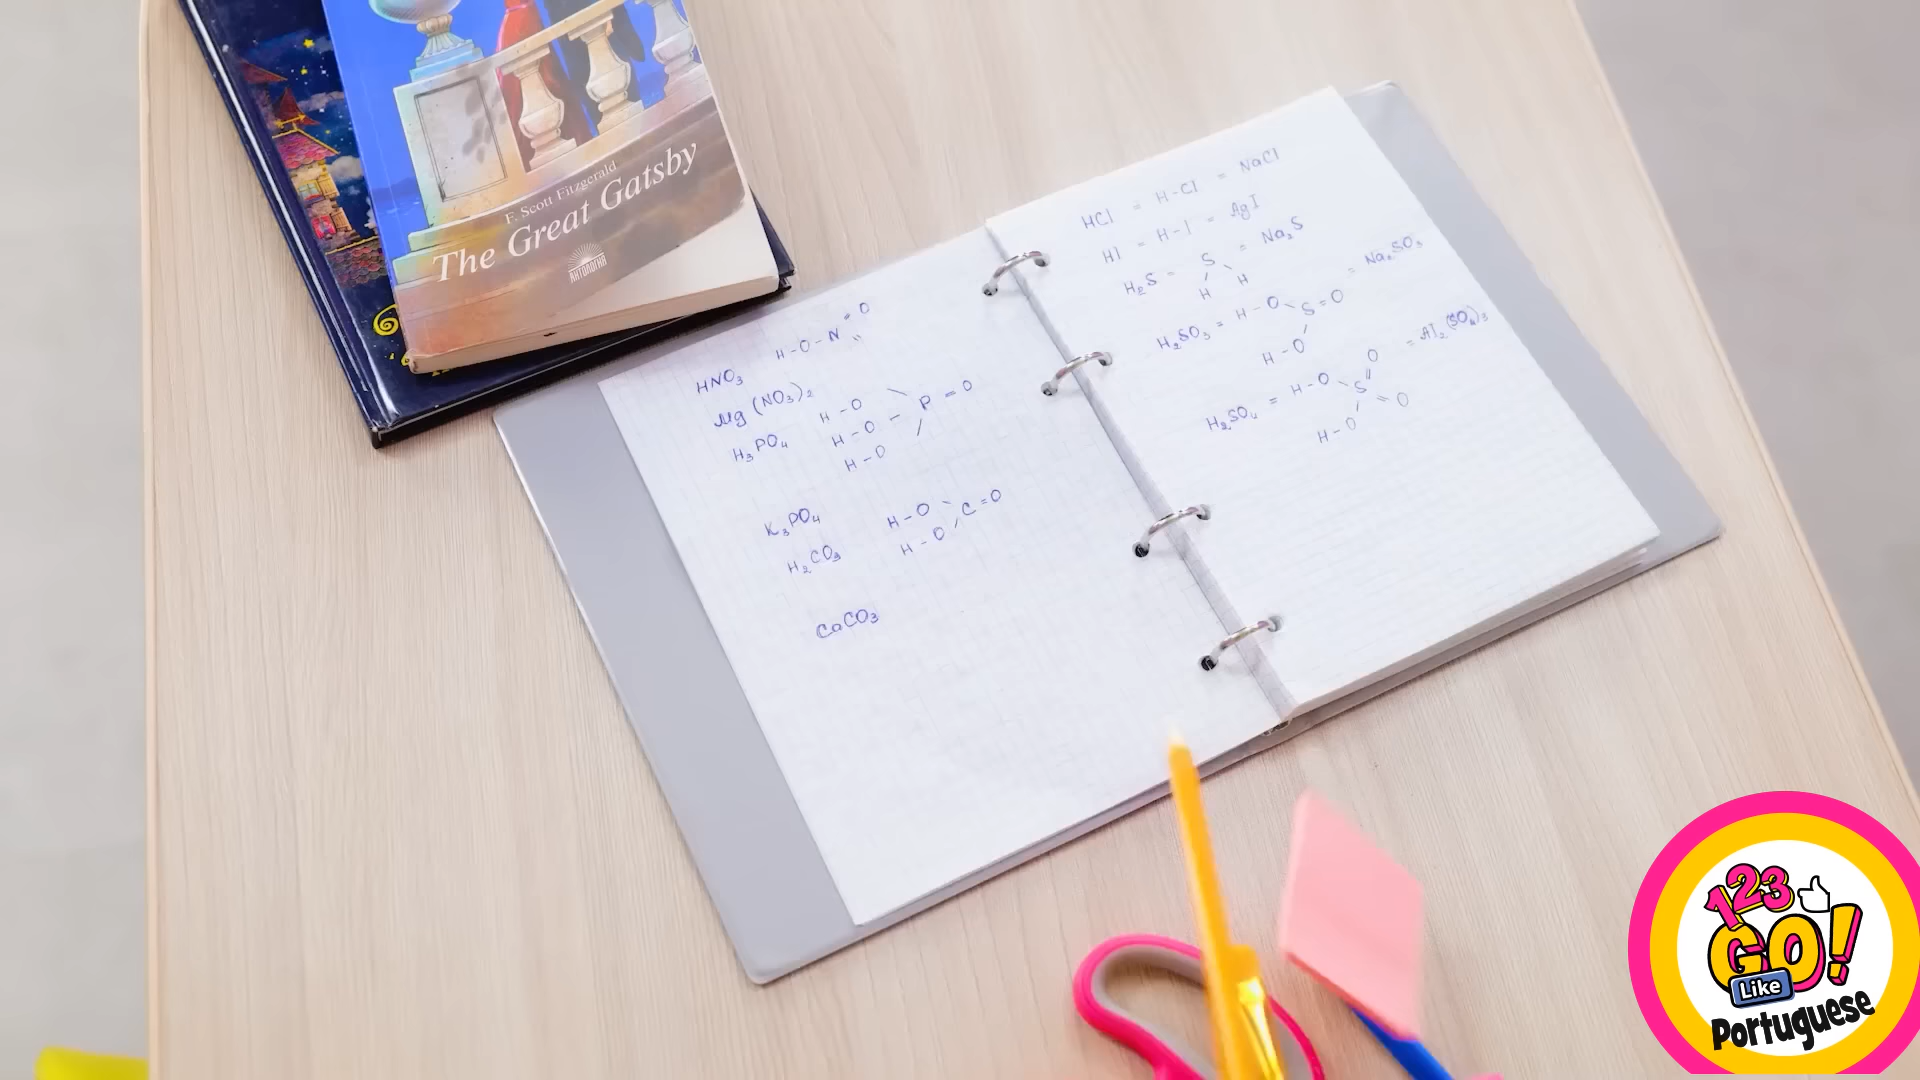 F. Scott Fitzgerald
The Great Gatsby
АНТОЛОГИЯ
H-O-N=O
HNO3
Mg(NO3)2
H3PO4
H-O
H-O P=O
H-O
K3PO4
H2CO3
H-O C=O
H-O
CaCO3
HCl = H-Cl = NaCl
HI = H-I = AgI
H2S - S = Na2S
H H
H2SO3 = H-O S=O = Na2SO3
H-O
H2SO4 = H-O S O = Al2(SO4)3
O
H-O
123
GO!
Like
Portuguese